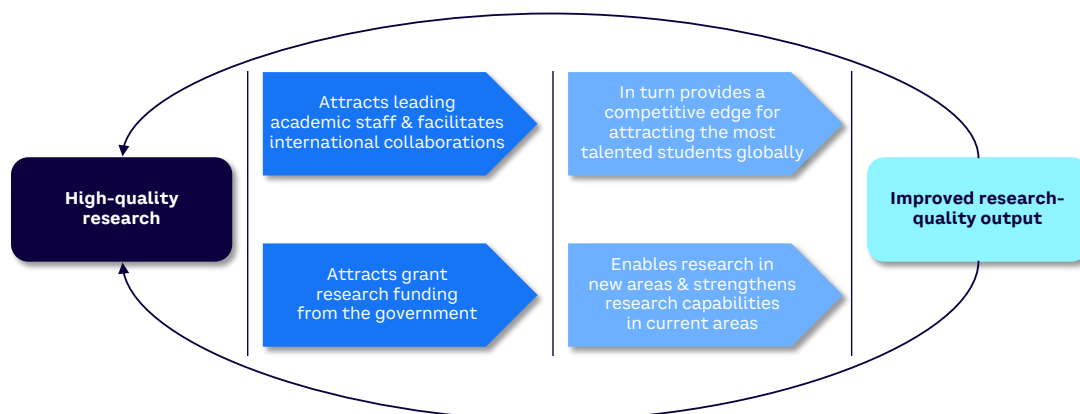 High-quality
research
Attracts leading
academic staff & facilitates
international collaborations
In turn provides a
competitive edge for
attracting the most
talented students globally
Attracts grant
research funding
from the government
Enables research in
new areas & strengthens
research capabilities
in current areas
Improved research-
quality output